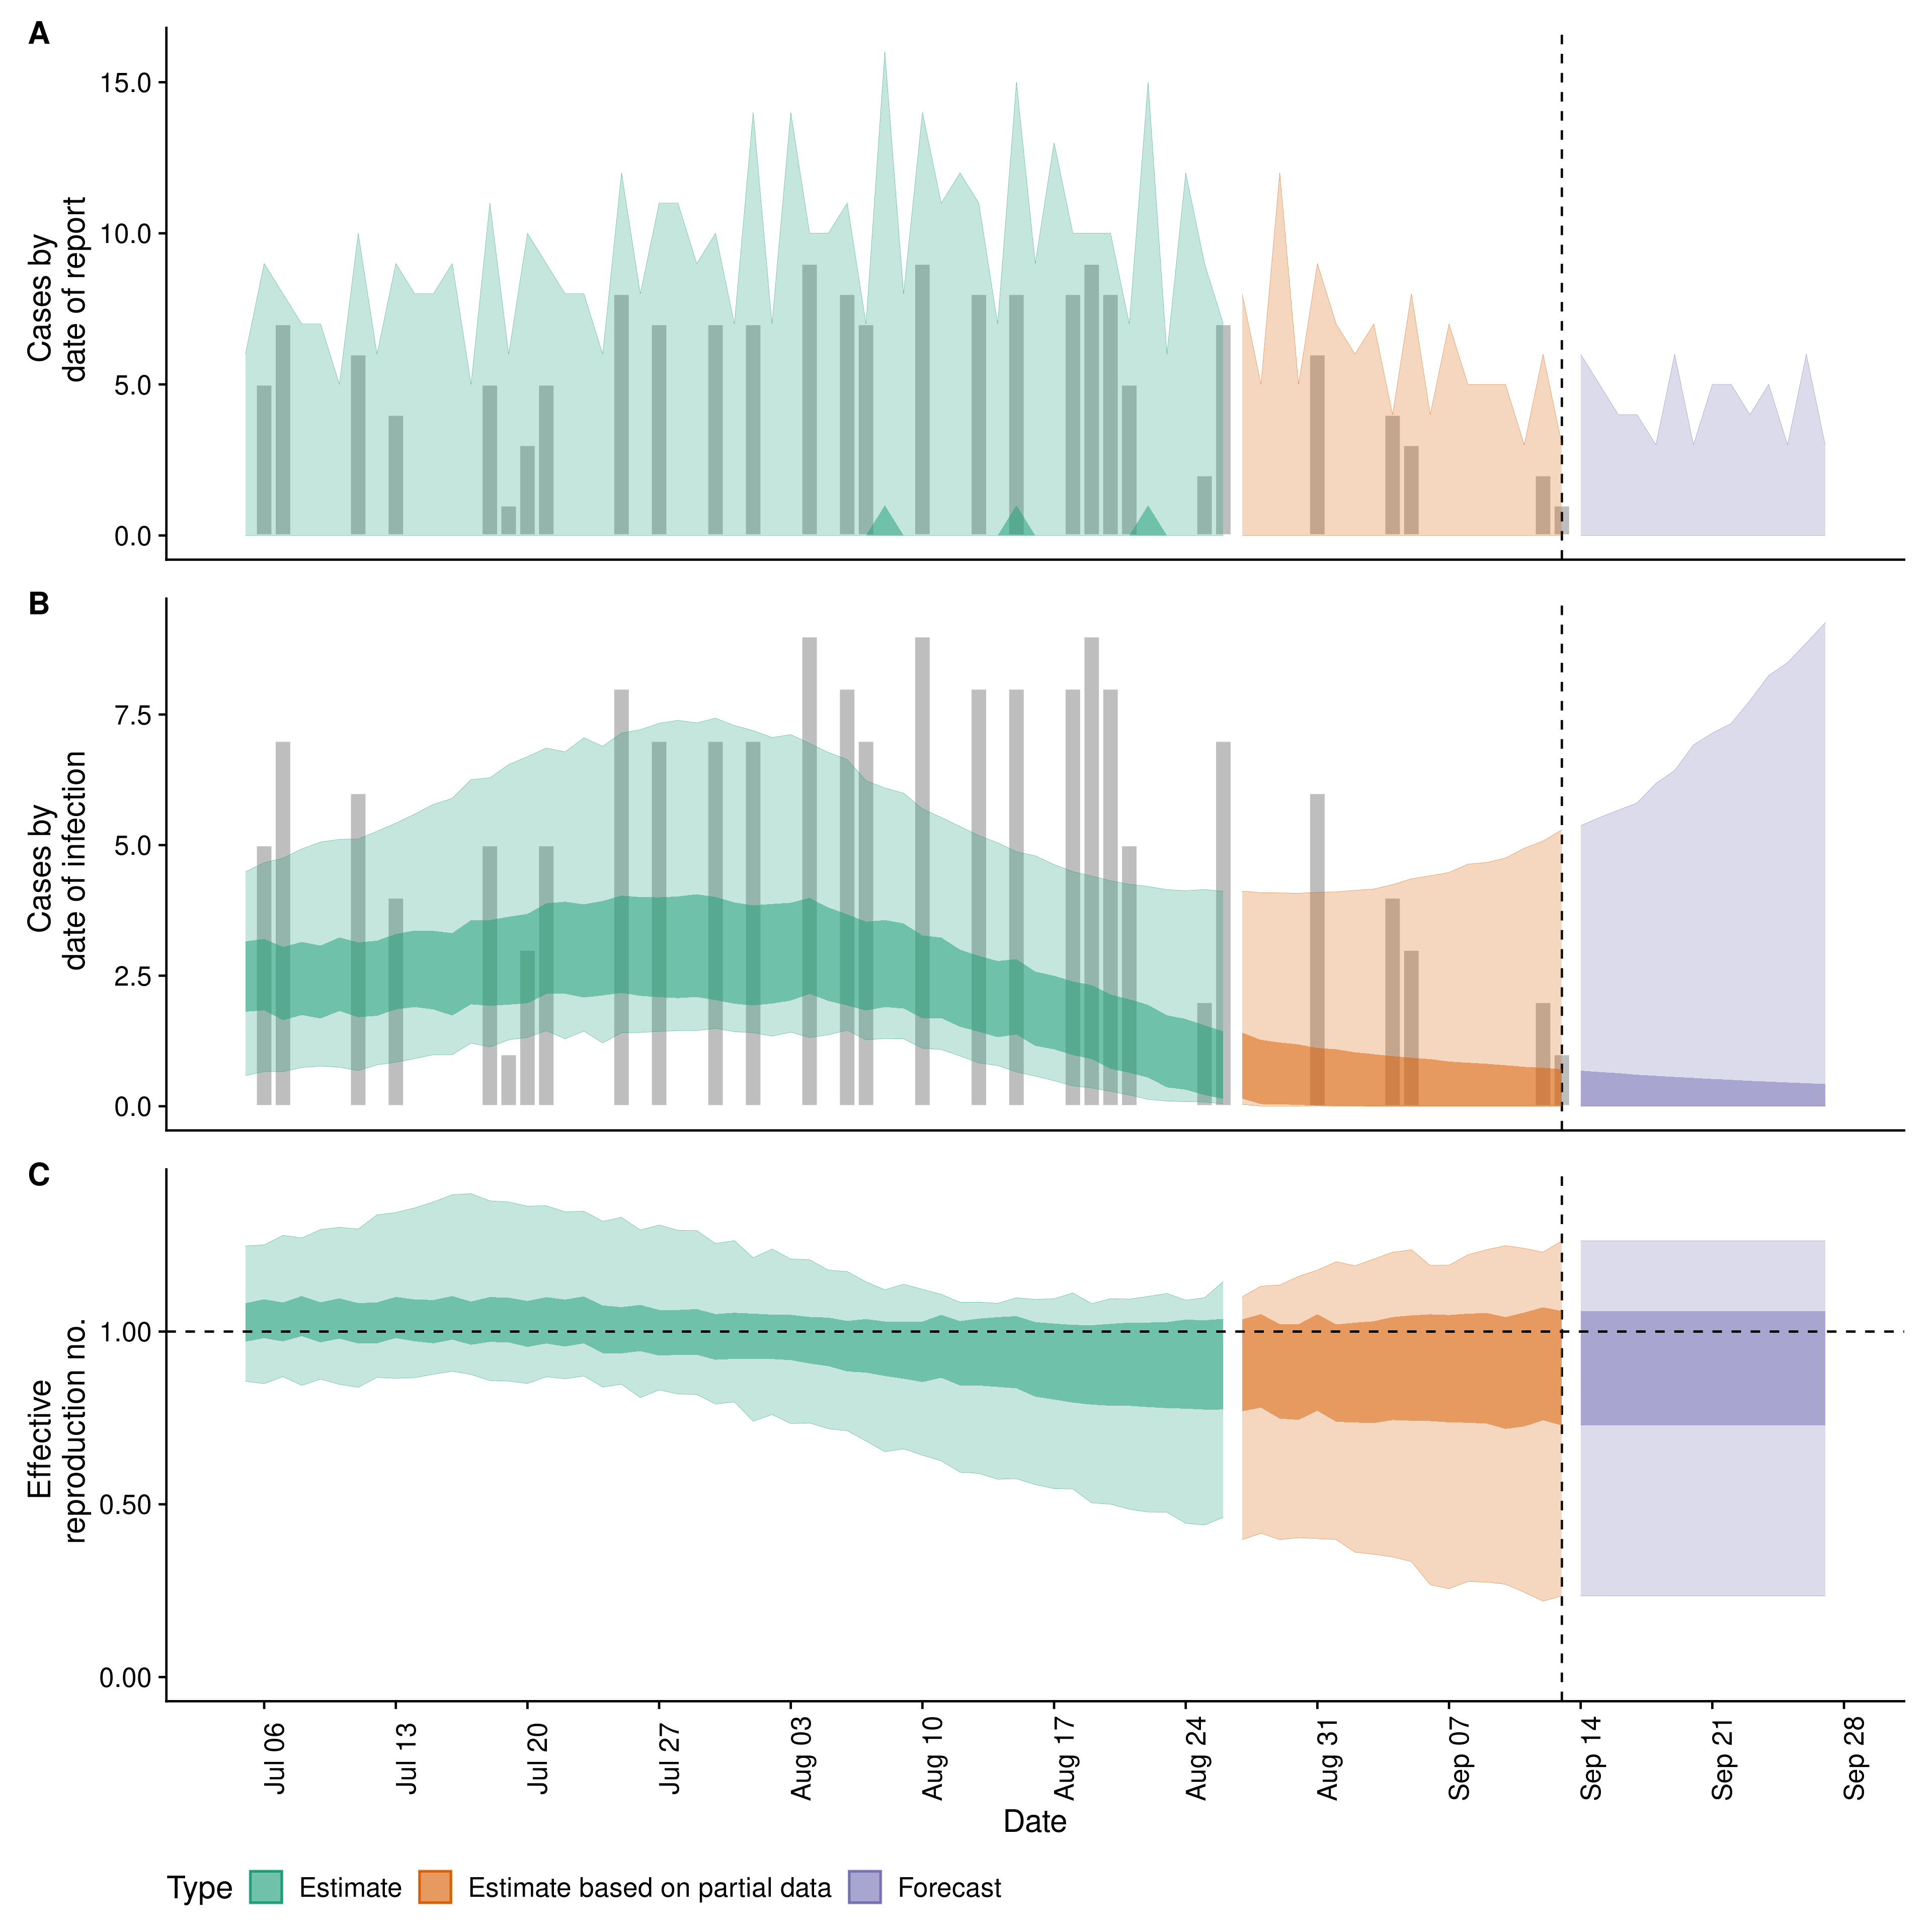 A
Cases by
date of report
15.0
10.0
5.0
0.0
B
Cases by
date of infection
7.5
5.0
2.5
0.0
C
Effective
reproduction no.
1.00
0.50
0.00
Jul 06
Jul 13
Jul 20
Jul 27
Aug 03
Aug 10
Aug 17
Aug 24
Aug 31
Sep 07
Sep 14
Sep 21
Sep 28
Date
Type Estimate Estimate based on partial data Forecast